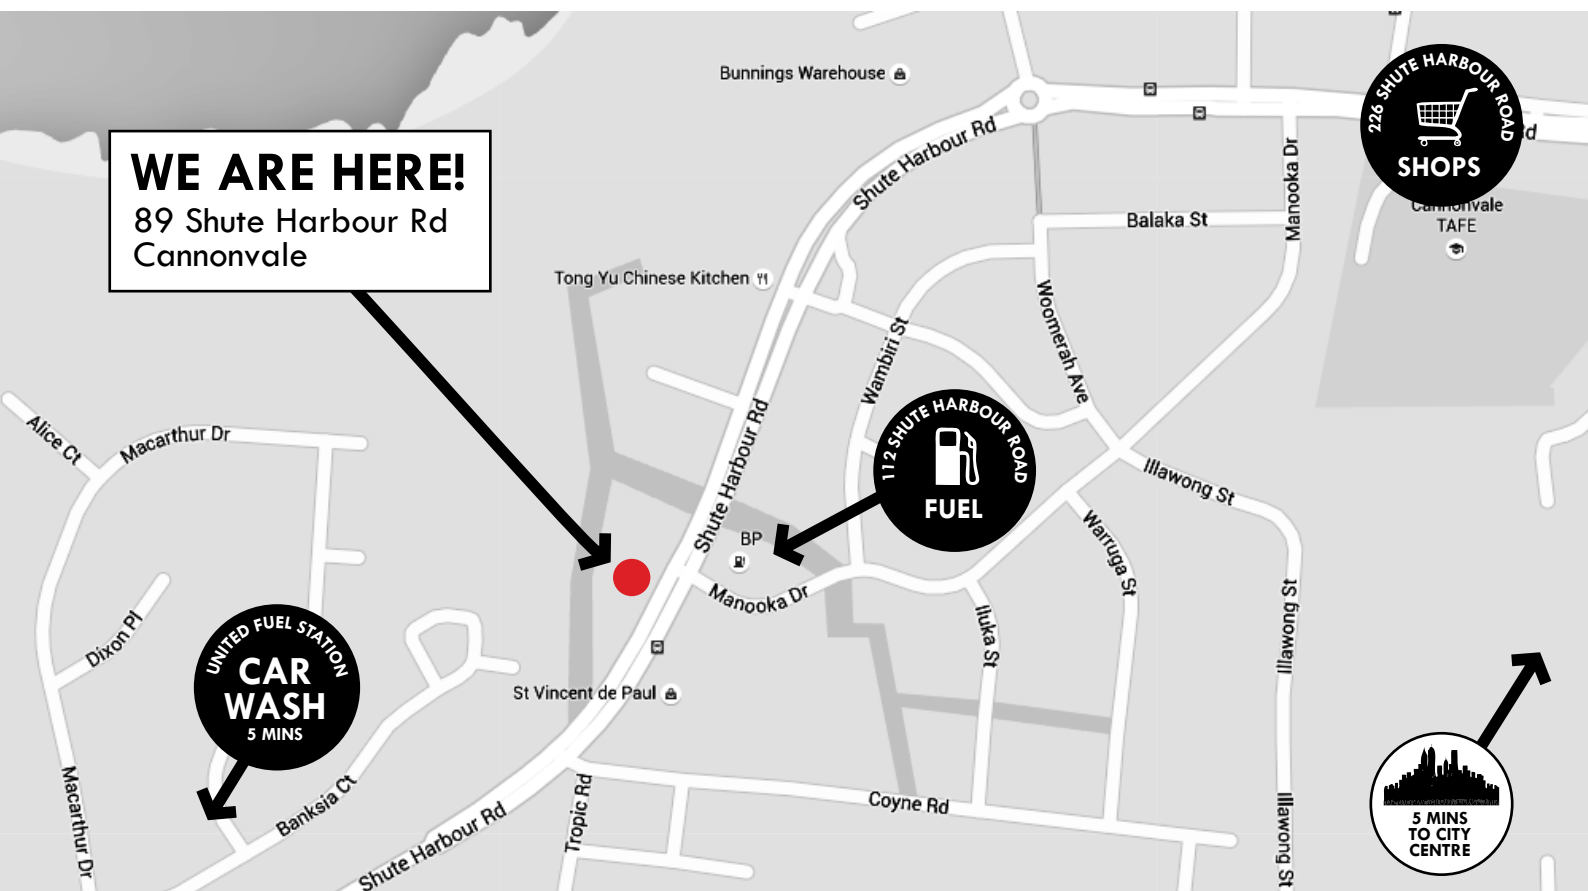 Bunnings Warehouse
226 SHUTE HARBOUR ROAD
SHOPS
Rd
WE ARE HERE!
89 Shute Harbour Rd
Cannonvale
Shute Harbour Rd
Manooka Dr
Balaka St
Cannonvale
TAFE
Tong Yu Chinese Kitchen
Woomerah Ave
Wambiri St
Alice Ct
Macarthur Dr
Shute Harbour Rd
112 SHUTE HARBOUR ROAD
FUEL
Illawong St
Warruga St
BP
Manooka Dr
Dixon Pl
Iluka St
Illawong St
UNITED FUEL STATION
CAR
WASH
5 MINS
St Vincent de Paul
Macarthur Dr
Banksia Ct
Shute Harbour Rd
Tropic Rd
Coyne Rd
Illawong St
5 MINS
TO CITY
CENTRE